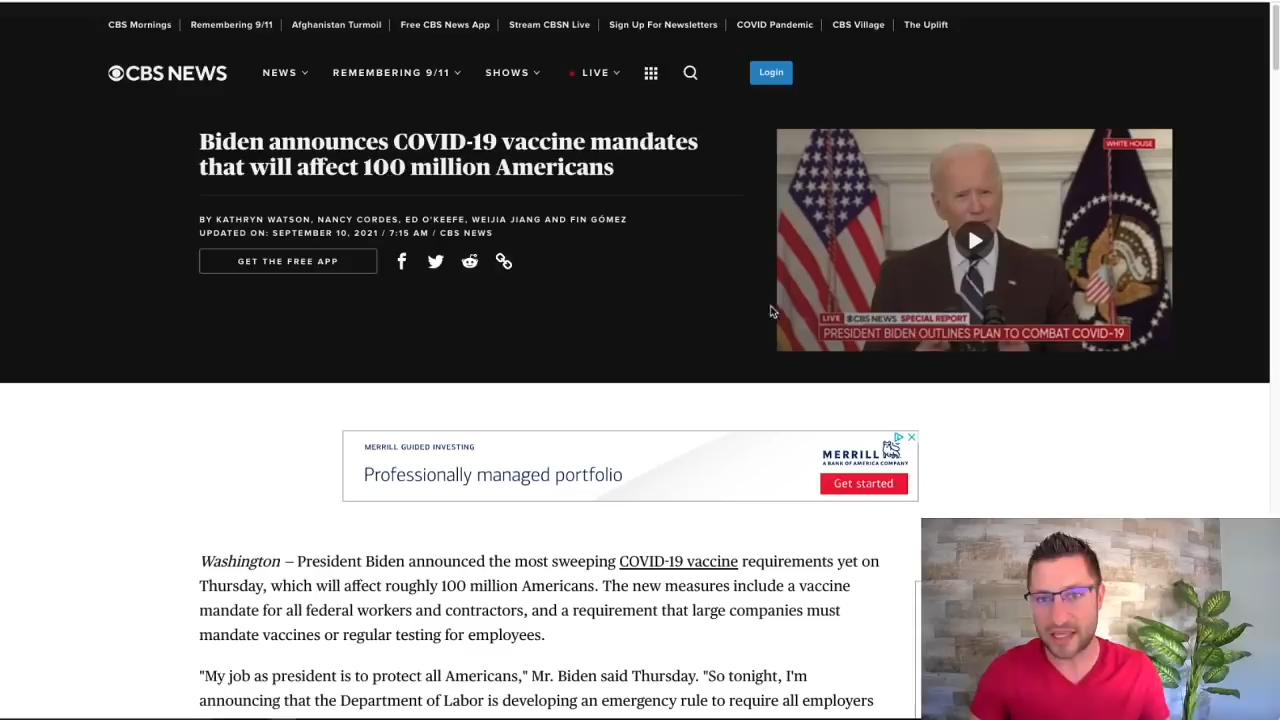 CBS Mornings
Remembering 9/11
Afghanistan Turmoil
Free CBS News App
Stream CBSN Live
Sign Up For Newsletters
COVID Pandemic
CBS Village
The Uplift
CBS NEWS
NEWS
REMEMBERING 9/11
SHOWS
LIVE
Login
Biden announces COVID-19 vaccine mandates
that will affect 100 million Americans
BY KATHRYN WATSON, NANCY CORDES, ED O'KEEFE, WEIJIA JIANG AND FIN GÓMEZ
UPDATED ON: SEPTEMBER 10, 2021 / 7:15 AM / CBS NEWS
GET THE FREE APP
WHITE HOUSE
LIVE CBS NEWS SPECIAL REPORT
PRESIDENT BIDEN OUTLINES PLAN TO COMBAT COVID-19
MERRILL GUIDED INVESTING
Professionally managed portfolio
MERRILL
A BANK OF AMERICA COMPANY
Get started
Washington — President Biden announced the most sweeping COVID-19 vaccine requirements yet on
Thursday, which will affect roughly 100 million Americans. The new measures include a vaccine
mandate for all federal workers and contractors, and a requirement that large companies must
mandate vaccines or regular testing for employees.
"My job as president is to protect all Americans," Mr. Biden said Thursday. "So tonight, I'm
announcing that the Department of Labor is developing an emergency rule to require all employers